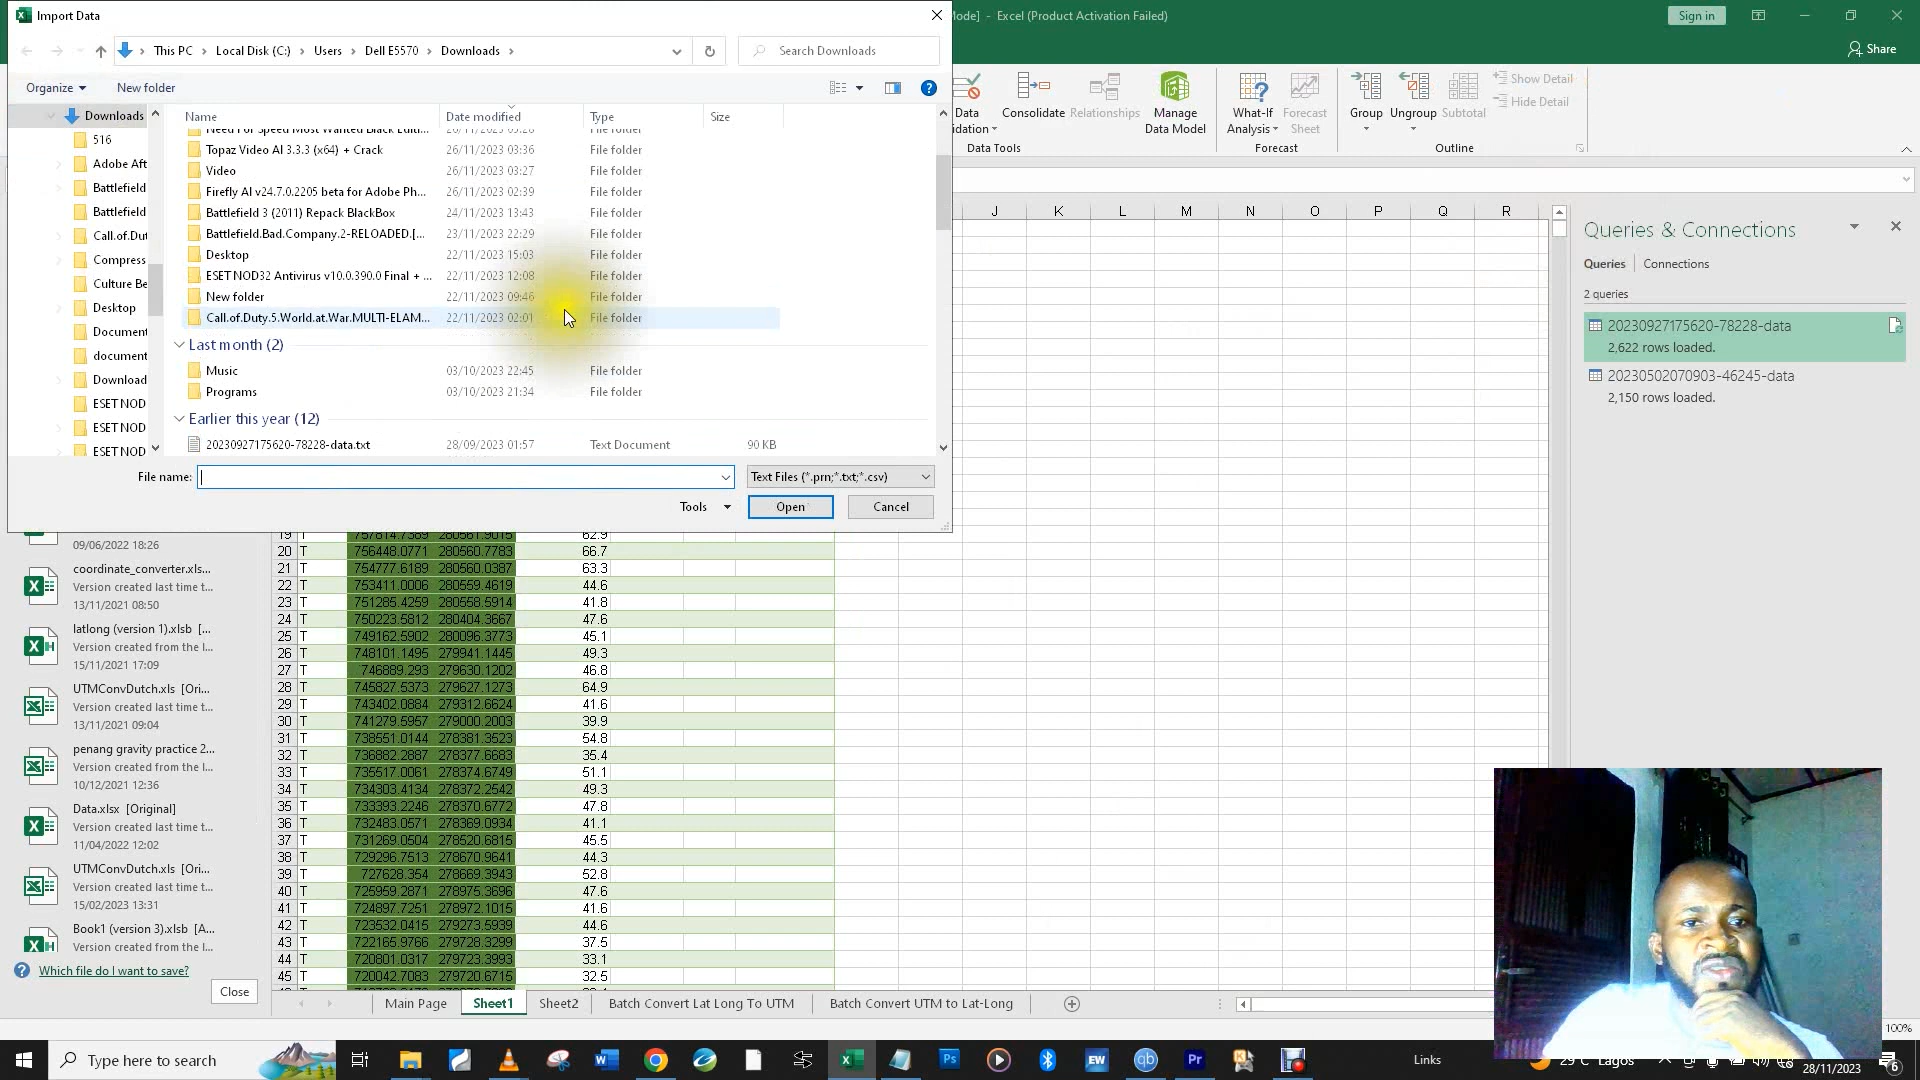 Import Data
Mode] - Excel (Product Activation Failed)
Sign in
This PC > Local Disk (C:) > Users > Dell E5570 > Downloads >
Search Downloads
Share
Organize
New folder
Show Detail
Hide Detail
Data
idation
Consolidate
Relationships
Manage
Data Model
What-If
Analysis
Forecast
Sheet
Group
Ungroup
Subtotal
Data Tools
Forecast
Outline
Name
Date modified
Type
Size
Downloads
516
Adobe Aft
Battlefield
Battlefield
Call.of.Dut
Compress
Culture Be
Desktop
Document
document
Download
ESET NOD
ESET NOD
ESET NOD
Need For Speed Most Wanted Black Editi... 26/11/2023 05:28 File folder
Topaz Video AI 3.3.3 (x64) + Crack 26/11/2023 03:36 File folder
Video 26/11/2023 03:27 File folder
Firefly AI v24.7.0.2205 beta for Adobe Ph... 26/11/2023 02:39 File folder
Battlefield 3 (2011) Repack BlackBox 24/11/2023 13:43 File folder
Battlefield.Bad.Company.2-RELOADED.[... 23/11/2023 22:29 File folder
Desktop 22/11/2023 15:03 File folder
ESET NOD32 Antivirus v10.0.390.0 Final + ... 22/11/2023 12:08 File folder
New folder 22/11/2023 09:46 File folder
Call.of.Duty.5.World.at.War.MULTI-ELAM... 22/11/2023 02:01 File folder
Last month (2)
Music 03/10/2023 22:45 File folder
Programs 03/10/2023 21:34 File folder
Earlier this year (12)
20230927175620-78228-data.txt 28/09/2023 01:57 Text Document 90 KB
File name:
Text Files (*.prn;*.txt;*.csv)
Tools
Open
Cancel
J K L M N O P Q R
Queries & Connections
Queries
Connections
2 queries
20230927175620-78228-data
2,622 rows loaded.
20230502070903-46245-data
2,150 rows loaded.
09/06/2022 18:26
coordinate_converter.xls...
Version created last time t...
13/11/2021 08:50
latlong (version 1).xlsb [...
Version created from the l...
15/11/2021 17:09
UTMConvDutch.xls [Ori...
Version created last time t...
13/11/2021 09:04
penang gravity practice 2...
Version created from the l...
10/12/2021 12:36
Data.xlsx [Original]
Version created last time t...
11/04/2022 12:02
UTMConvDutch.xls [Ori...
Version created last time t...
15/02/2023 13:31
Book1 (version 3).xlsb [A...
Version created from the l...
Which file do I want to save?
Close
19 T 757814.7389 280561.9015 62.9
20 T 756448.0771 280560.7783 66.7
21 T 754777.6189 280560.0387 63.3
22 T 753411.0006 280559.4619 44.6
23 T 751285.4259 280558.5914 41.8
24 T 750223.5812 280404.3667 47.6
25 T 749162.5902 280096.3773 45.1
26 T 748101.1495 279941.1445 49.3
27 T 746889.293 279630.1202 46.8
28 T 745827.5373 279627.1273 64.9
29 T 743402.0884 279312.6624 41.6
30 T 741279.5957 279000.2003 39.9
31 T 738551.0144 278381.3523 54.8
32 T 736882.2887 278377.6683 35.4
33 T 735517.0061 278374.6749 51.1
34 T 734303.4134 278372.2542 49.3
35 T 733393.2246 278370.6772 47.8
36 T 732483.0571 278369.0934 41.1
37 T 731269.0504 278520.6815 45.5
38 T 729296.7513 278670.9641 44.3
39 T 727628.354 278669.3943 52.8
40 T 725959.2871 278975.3696 47.6
41 T 724897.7251 278972.1015 41.6
42 T 723532.0415 279273.5939 44.6
43 T 722165.9766 279728.3299 37.5
44 T 720801.0317 279723.3993 33.1
45 T 720042.7083 279720.6715 32.5
Main Page
Sheet1
Sheet2
Batch Convert Lat Long To UTM
Batch Convert UTM to Lat-Long
100%
Type here to search
Links
29°C Lagos
28/11/2023
6